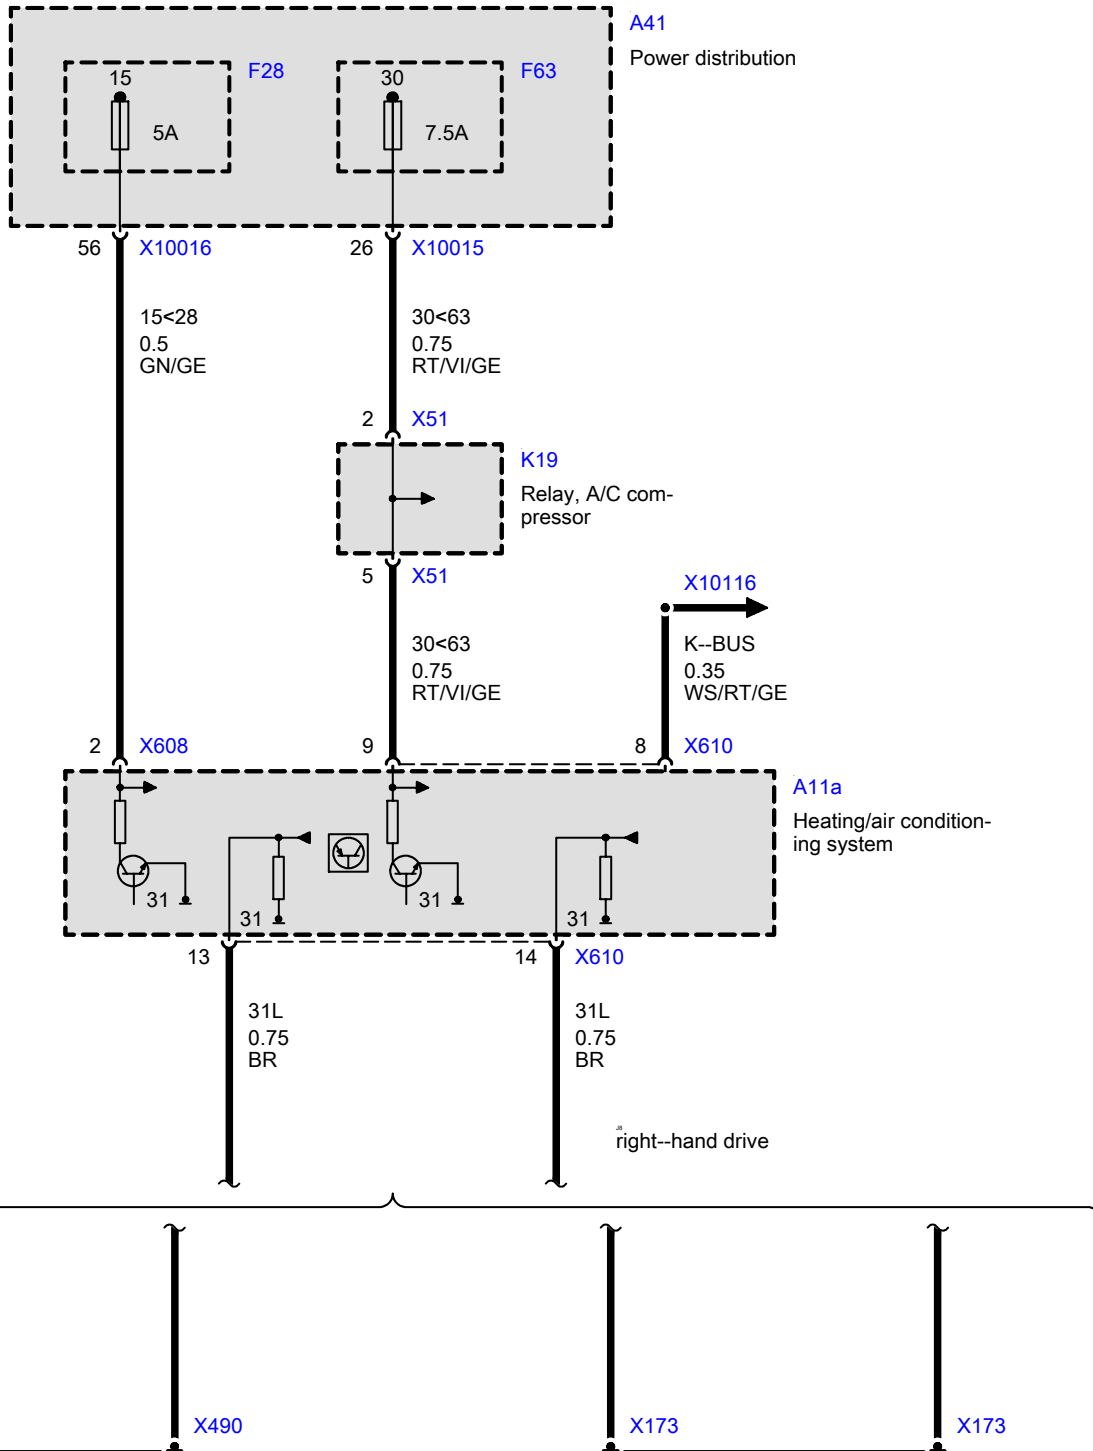 A41
Power distribution
15
F28
30
F63
5A
7.5A
56
X10016
26
X10015
15<28
0.5
GN/GE
30<63
0.75
RT/VI/GE
2
X51
K19
Relay, A/C com-
pressor
5
X51
X10116
30<63
0.75
RT/VI/GE
K--BUS
0.35
WS/RT/GE
2
X608
9
8
X610
A11a
Heating/air condition-
ing system
31
31
31
31
13
14
X610
31L
0.75
BR
31L
0.75
BR
right--hand drive
X490
X173
X173